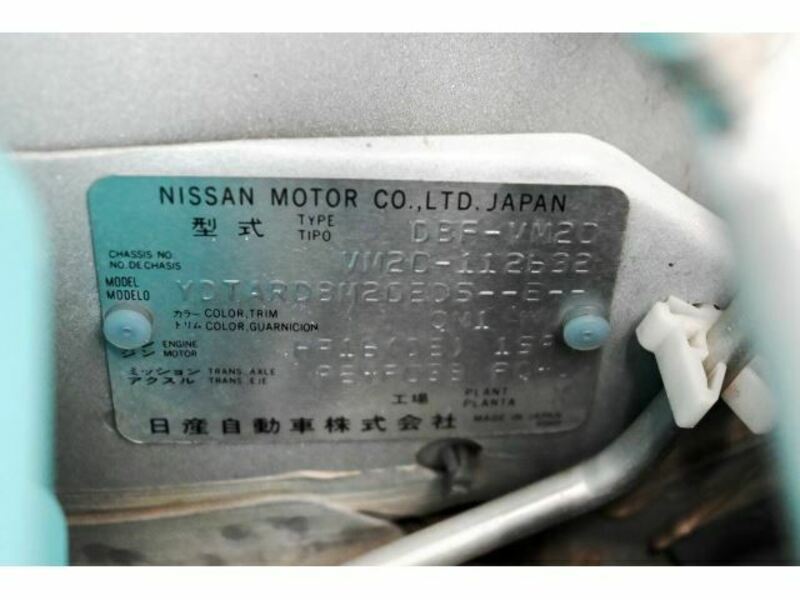 NISSAN MOTOR CO.,LTD. JAPAN
型式 TYPE TIPO DBF-VM20
CHASSIS NO. NO. DE CHASIS VM20-112632
MODEL MODELO
カラー COLOR, TRIM トリム COLOR, GUARNICION QM1
ENGINE MOTOR HR16(DE)
ミッション TRANS. AXLE アクスル TRANS. EJE
工場 PLANT PLANTA
日産自動車株式会社 MADE IN JAPAN